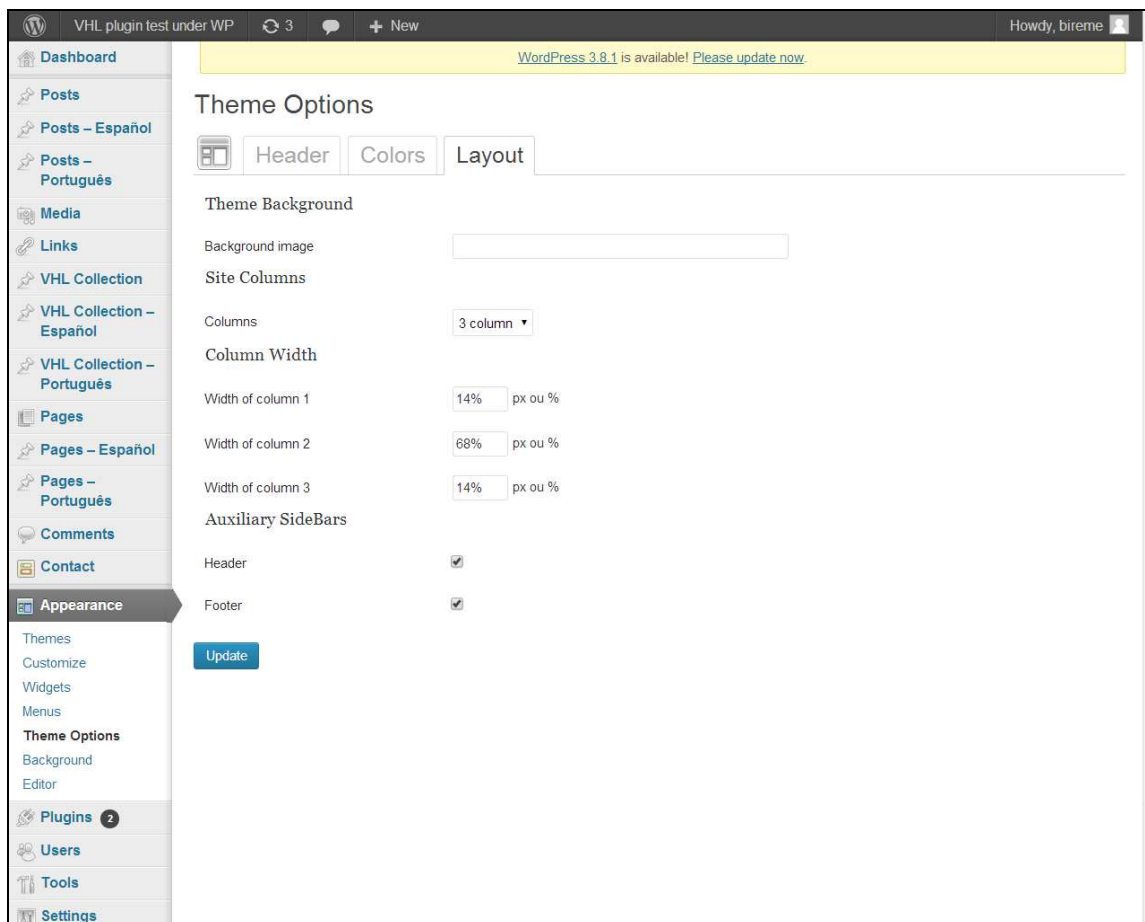 VHL plugin test under WP 3 + New Howdy, bireme
WordPress 3.8.1 is available! Please update now.
Dashboard
Posts
Posts – Español
Posts –
Português
Media
Links
VHL Collection
VHL Collection –
Español
VHL Collection –
Português
Pages
Pages – Español
Pages –
Português
Comments
Contact
Appearance
Themes
Customize
Widgets
Menus
Theme Options
Background
Editor
Plugins 2
Users
Tools
Settings
Theme Options
Header Colors Layout
Theme Background
Background image
Site Columns
Columns 3 column
Column Width
Width of column 1 14% px ou %
Width of column 2 68% px ou %
Width of column 3 14% px ou %
Auxiliary SideBars
Header
Footer
Update